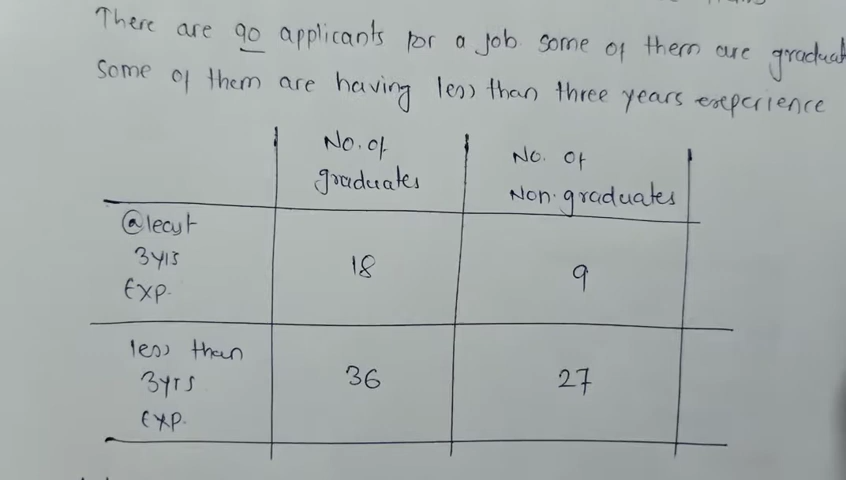 There are 90 applicants for a job some of them are graduat
some of them are having less than three years experience
No. of
graduates
No. of
Non. graduates
@least
3yrs
Exp.
18
9
less than
3yrs
Exp.
36
27